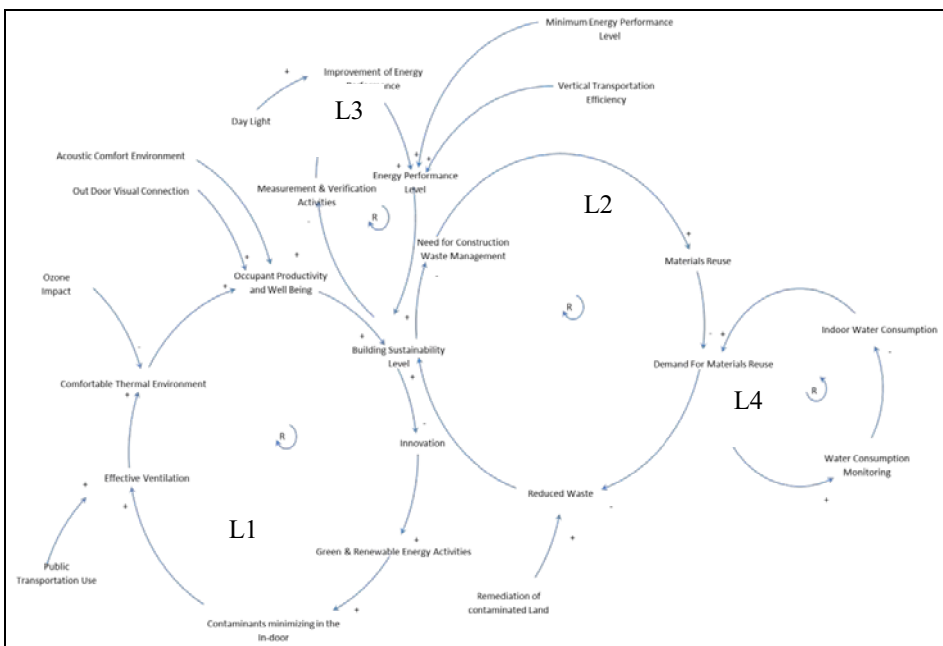 Minimum Energy Performance
Level
Improvement of Energy
L3
Vertical Transportation
Efficiency
Day Light
Acoustic Comfort Environment
Out Door Visual Connection
Energy Performance
Level
Measurement & Verification
Activities
R
L2
Need for Construction
Waste Management
Materials Reuse
Ozone
Impact
Occupant Productivity
and Well Being
R
Indoor Water Consumption
Building Sustainability
Level
Demand For Materials Reuse
Comfortable Thermal Environment
L4
R
R
Innovation
Water Consumption
Monitoring
Effective Ventilation
Reduced Waste
L1
Green & Renewable Energy Activities
Public
Transportation Use
Remediation of
contaminated Land
Contaminants minimizing in the
In-door